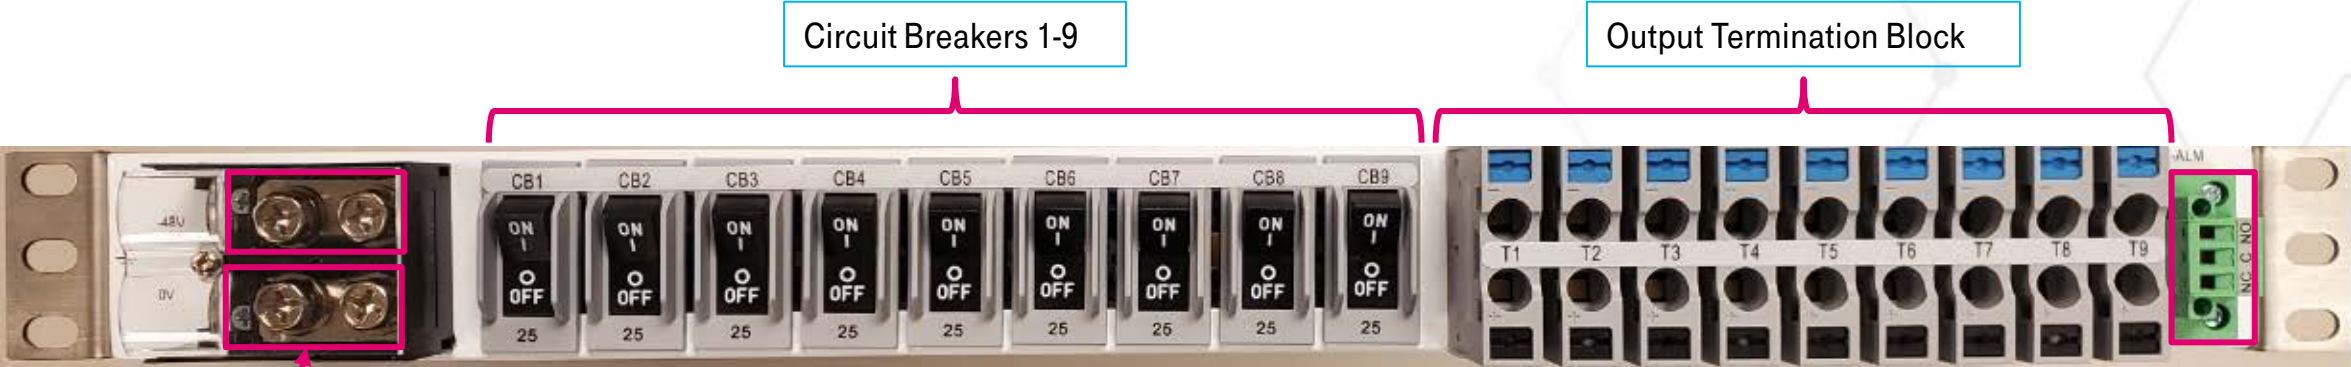 Circuit Breakers 1-9
Output Termination Block
-48V
0V
CB1 CB2 CB3 CB4 CB5 CB6 CB7 CB8 CB9
ON ON ON ON ON ON ON ON ON
I I I I I I I I I
O O O O O O O O O
OFF OFF OFF OFF OFF OFF OFF OFF OFF
25 25 25 25 25 25 25 25 25
T1 T2 T3 T4 T5 T6 T7 T8 T9
ALM
NC C NO